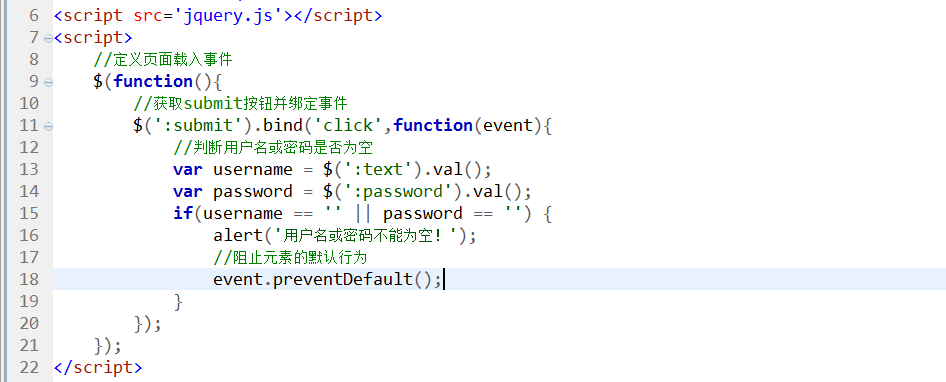 6 <script src='jquery.js'></script>
7 <script>
8 //定义页面载入事件
9 $(function(){
10 //获取submit按钮并绑定事件
11 $(':submit').bind('click',function(event){
12 //判断用户名或密码是否为空
13 var username = $(':text').val();
14 var password = $(':password').val();
15 if(username == '' || password == '') {
16 alert('用户名或密码不能为空！');
17 //阻止元素的默认行为
18 event.preventDefault();
19 }
20 });
21 });
22 </script>